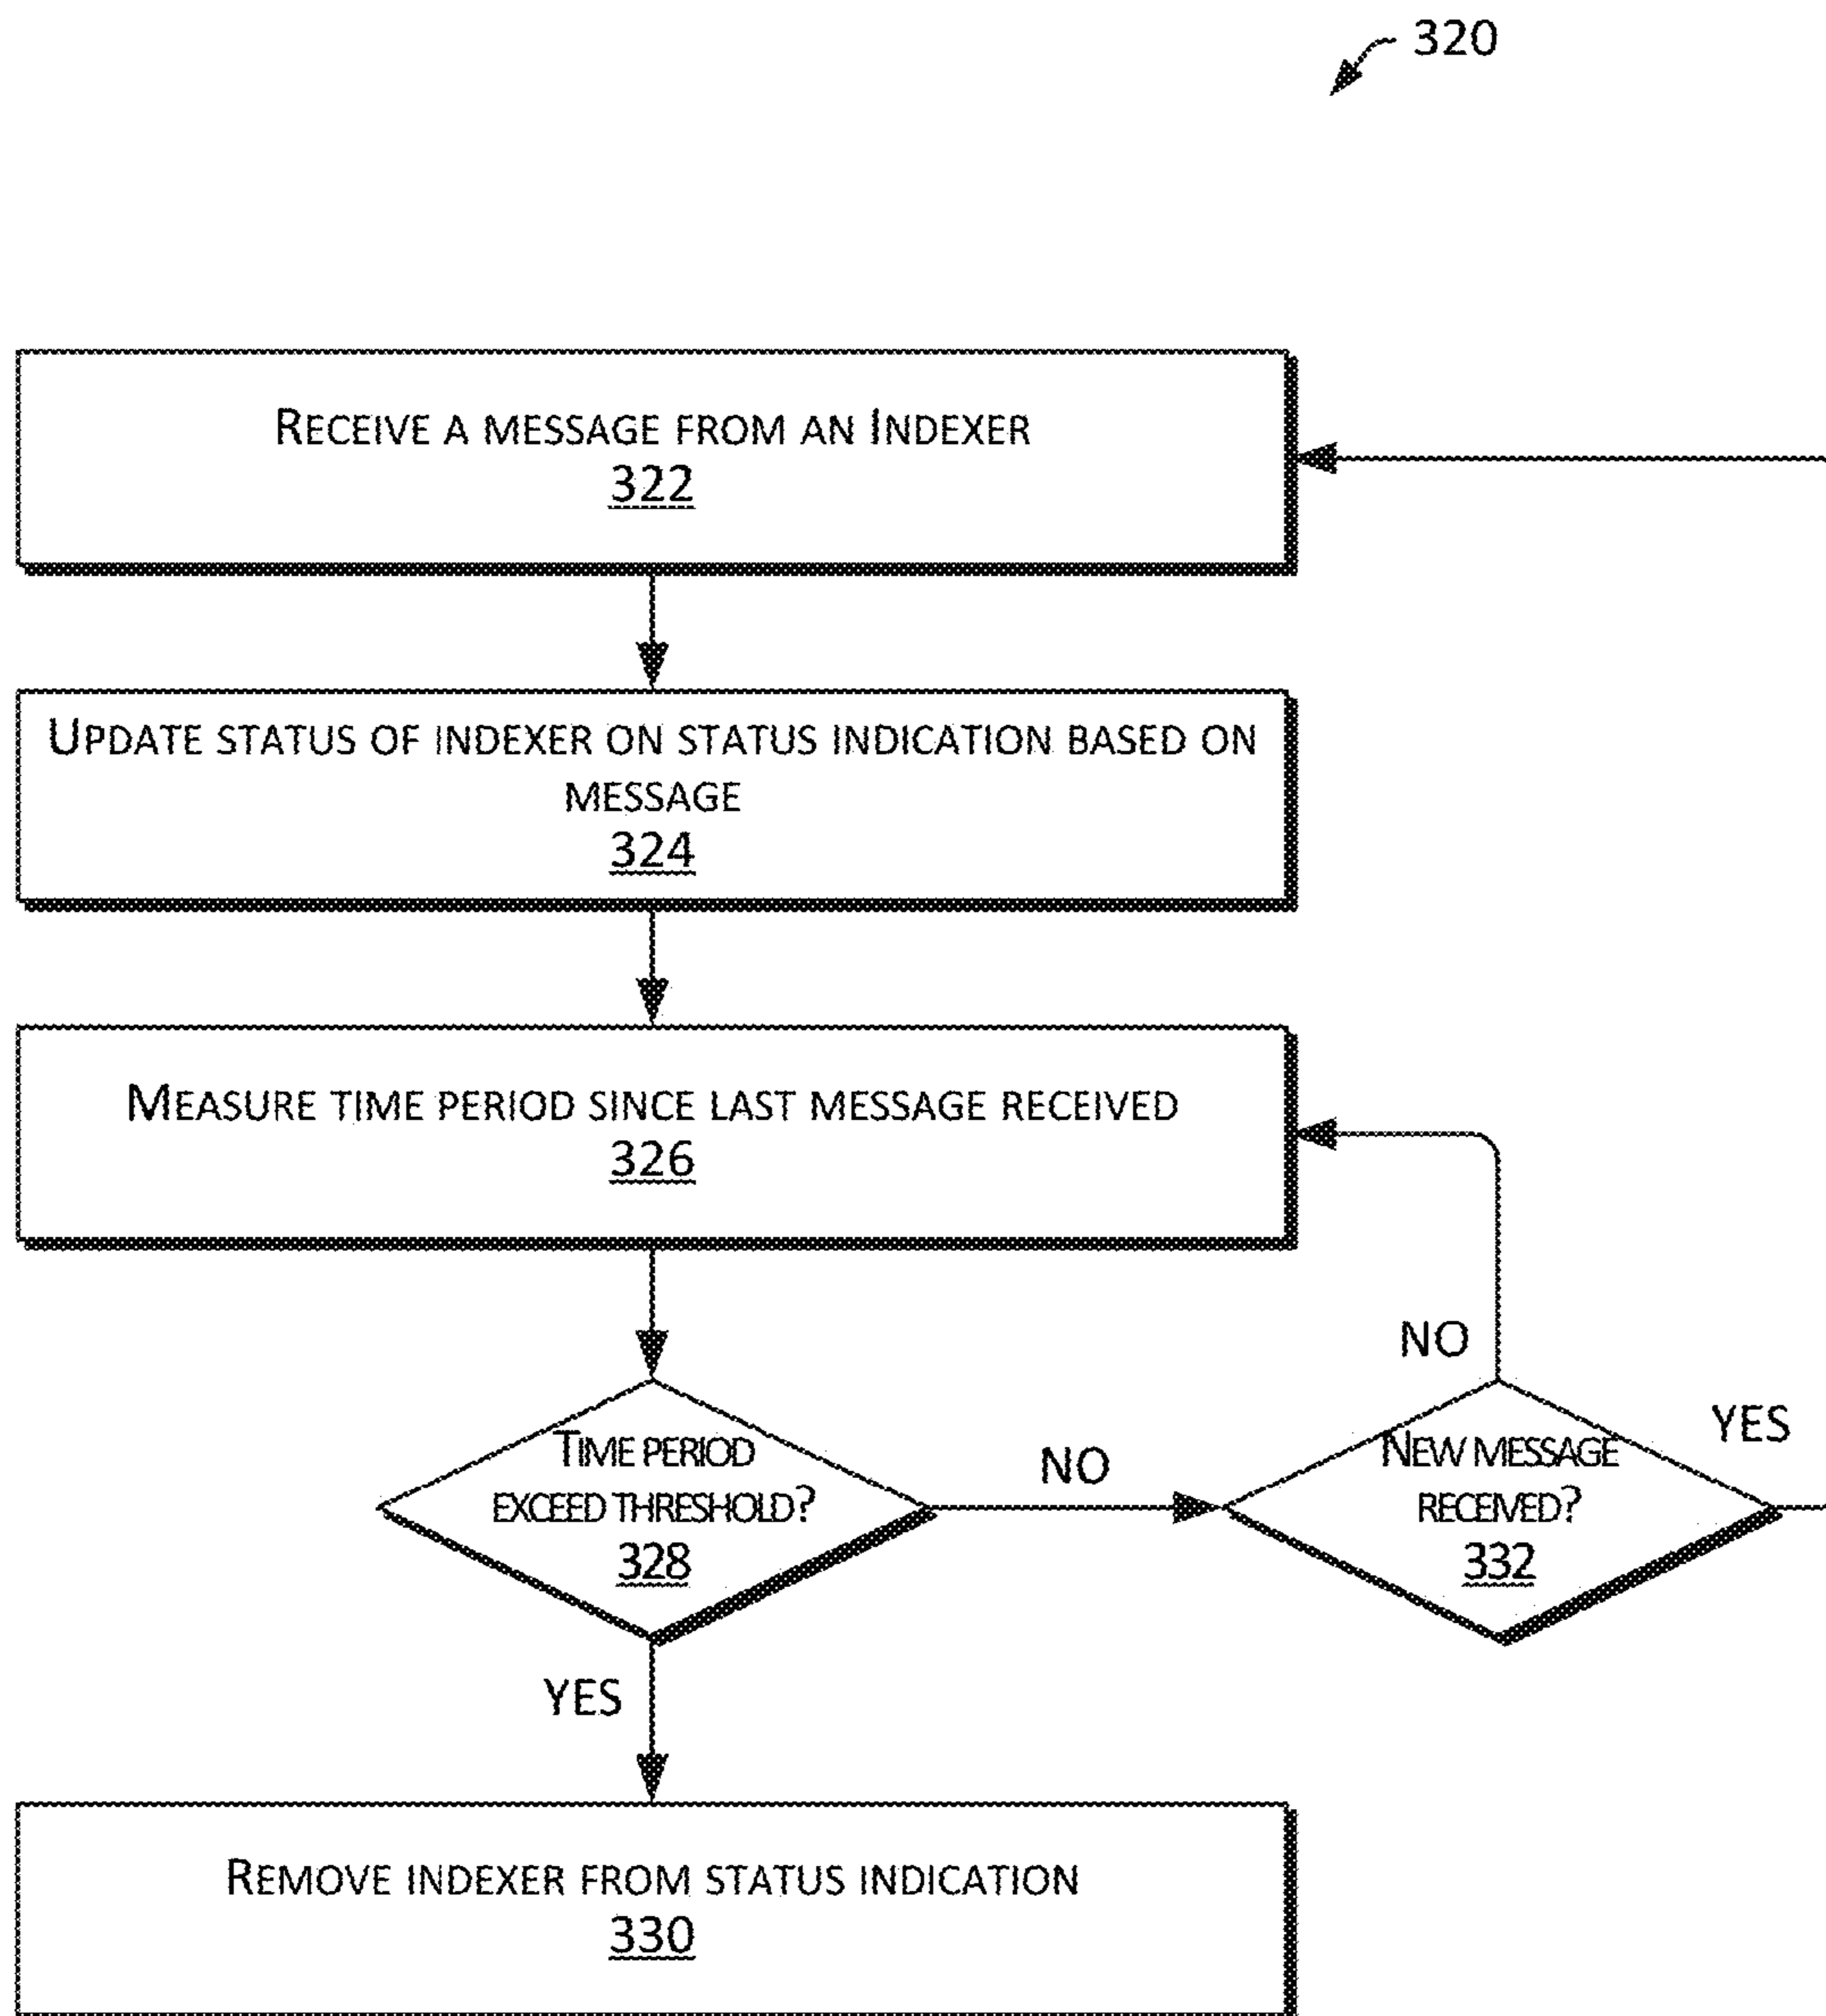 320
RECEIVE A MESSAGE FROM AN INDEXER
322
UPDATE STATUS OF INDEXER ON STATUS INDICATION BASED ON
MESSAGE
324
MEASURE TIME PERIOD SINCE LAST MESSAGE RECEIVED
326
NO
YES
TIME PERIOD
EXCEED THRESHOLD?
328
NO
NEW MESSAGE
RECEIVED?
332
YES
REMOVE INDEXER FROM STATUS INDICATION
330